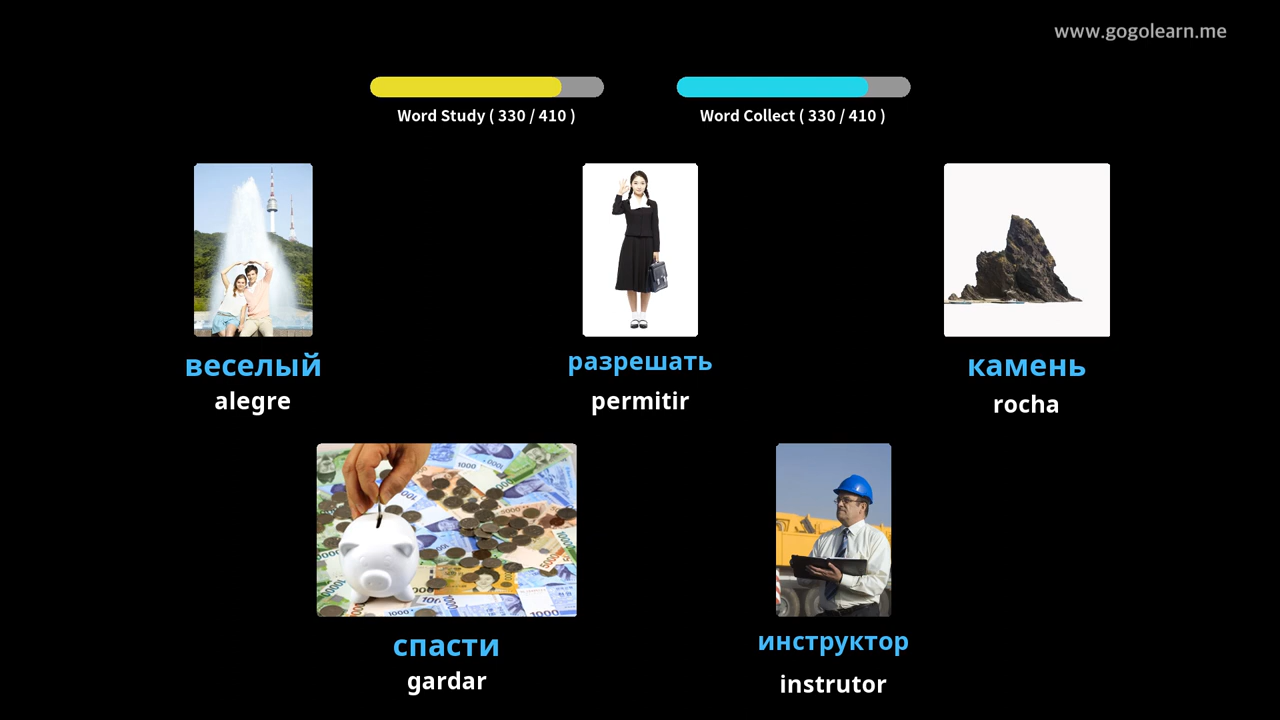 www.gogolearn.me
Word Study ( 330 / 410 )
Word Collect ( 330 / 410 )
веселый
alegre
разрешать
permitir
камень
rocha
спасти
gardar
инструктор
instrutor